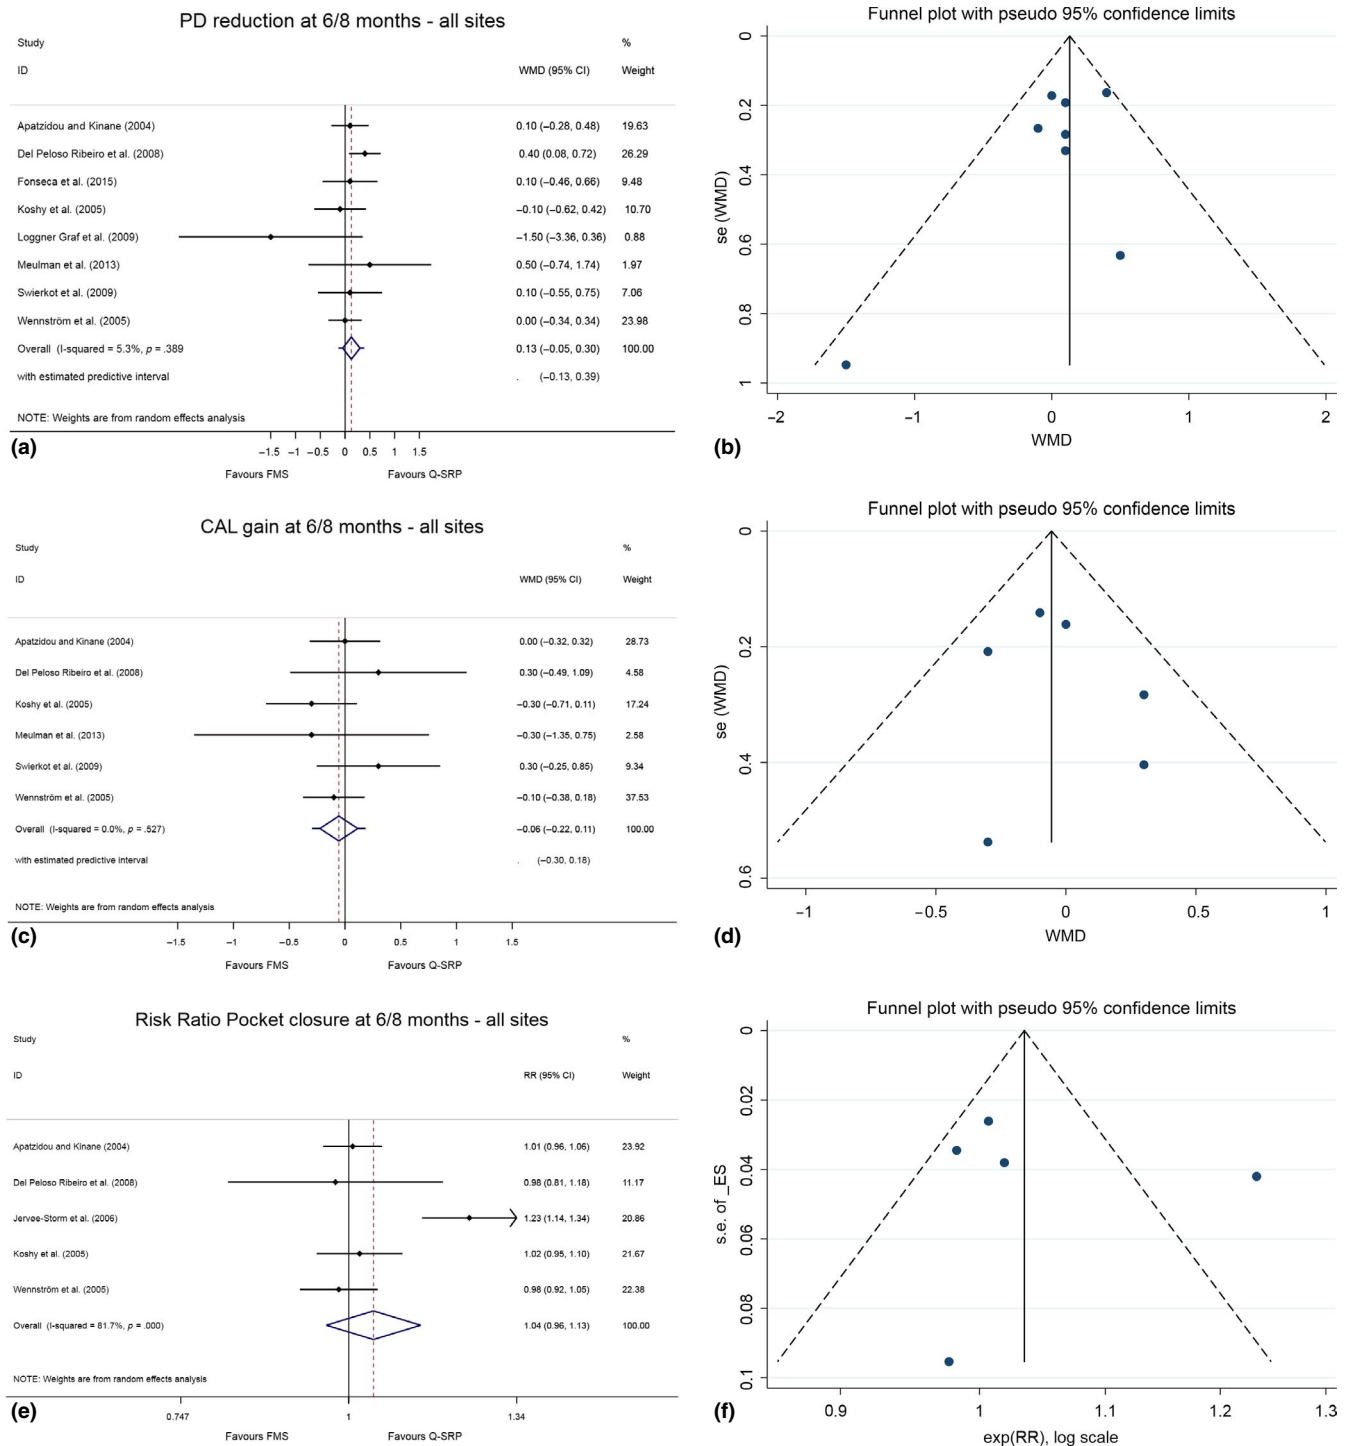 PD reduction at 6/8 months - all sites
Study %
ID WMD (95% CI) Weight
Apatzidou and Kinane (2004) 0.10 (−0.28, 0.48) 19.63
Del Peloso Ribeiro et al. (2008) 0.40 (0.08, 0.72) 26.29
Fonseca et al. (2015) 0.10 (−0.46, 0.66) 9.48
Koshy et al. (2005) −0.10 (−0.62, 0.42) 10.70
Loggner Graf et al. (2009) −1.50 (−3.36, 0.36) 0.88
Meulman et al. (2013) 0.50 (−0.74, 1.74) 1.97
Swierkot et al. (2009) 0.10 (−0.55, 0.75) 7.06
Wennström et al. (2005) 0.00 (−0.34, 0.34) 23.98
Overall (I-squared = 5.3%, p = .389 0.13 (−0.05, 0.30) 100.00
with estimated predictive interval . (−0.13, 0.39)
NOTE: Weights are from random effects analysis
−1.5 −1 −0.5 0 0.5 1 1.5
Favours FMS Favours Q-SRP
(a)
Funnel plot with pseudo 95% confidence limits
0
0.2
0.4
0.6
0.8
1
se (WMD)
−2 −1 0 1 2
WMD
(b)
CAL gain at 6/8 months - all sites
Study %
ID WMD (95% CI) Weight
Apatzidou and Kinane (2004) 0.00 (−0.32, 0.32) 28.73
Del Peloso Ribeiro et al. (2008) 0.30 (−0.49, 1.09) 4.58
Koshy et al. (2005) −0.30 (−0.71, 0.11) 17.24
Meulman et al. (2013) −0.30 (−1.35, 0.75) 2.58
Swierkot et al. (2009) 0.30 (−0.25, 0.85) 9.34
Wennström et al. (2005) −0.10 (−0.38, 0.18) 37.53
Overall (I-squared = 0.0%, p = .527) −0.06 (−0.22, 0.11) 100.00
with estimated predictive interval . (−0.30, 0.18)
NOTE: Weights are from random effects analysis
−1.5 −1 −0.5 0 0.5 1 1.5
Favours FMS Favours Q-SRP
(c)
Funnel plot with pseudo 95% confidence limits
0
0.2
0.4
0.6
se (WMD)
−1 −0.5 0 0.5 1
WMD
(d)
Risk Ratio Pocket closure at 6/8 months - all sites
Study %
ID RR (95% CI) Weight
Apatzidou and Kinane (2004) 1.01 (0.96, 1.06) 23.92
Del Peloso Ribeiro et al. (2008) 0.98 (0.81, 1.18) 11.17
Jervøe-Storm et al. (2006) 1.23 (1.14, 1.34) 20.86
Koshy et al. (2005) 1.02 (0.95, 1.10) 21.67
Wennström et al. (2005) 0.98 (0.92, 1.05) 22.38
Overall (I-squared = 81.7%, p = .000) 1.04 (0.96, 1.13) 100.00
NOTE: Weights are from random effects analysis
0.747 1 1.34
Favours FMS Favours Q-SRP
(e)
Funnel plot with pseudo 95% confidence limits
0
0.02
0.04
0.06
0.08
0.1
s.e. of _ES
0.9 1 1.1 1.2 1.3
exp(RR), log scale
(f)